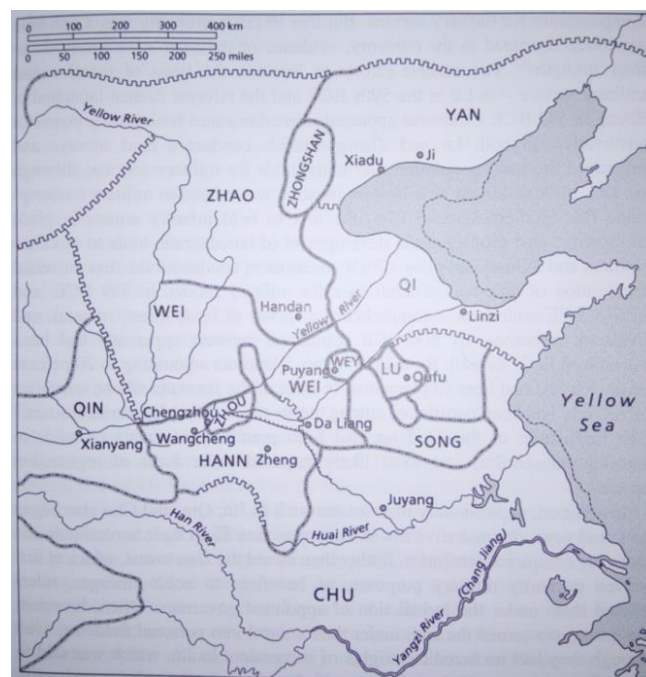 0 100 200 300 400 km
0 50 100 150 200 250 miles
Yellow River
YAN
Ji
Xiadu
ZHONGSHAN
ZHAO
QI
WEI
Handan
Yellow River
Linzi
Puyang
WEY
LU
Qufu
WEI
Yellow
Sea
QIN
Chengzhou
ZHOU
Da Liang
Xianyang
Wangcheng
SONG
HANN
Zheng
Juyang
Han River
Huai River
CHU
Yangzi River (Chang Jiang)